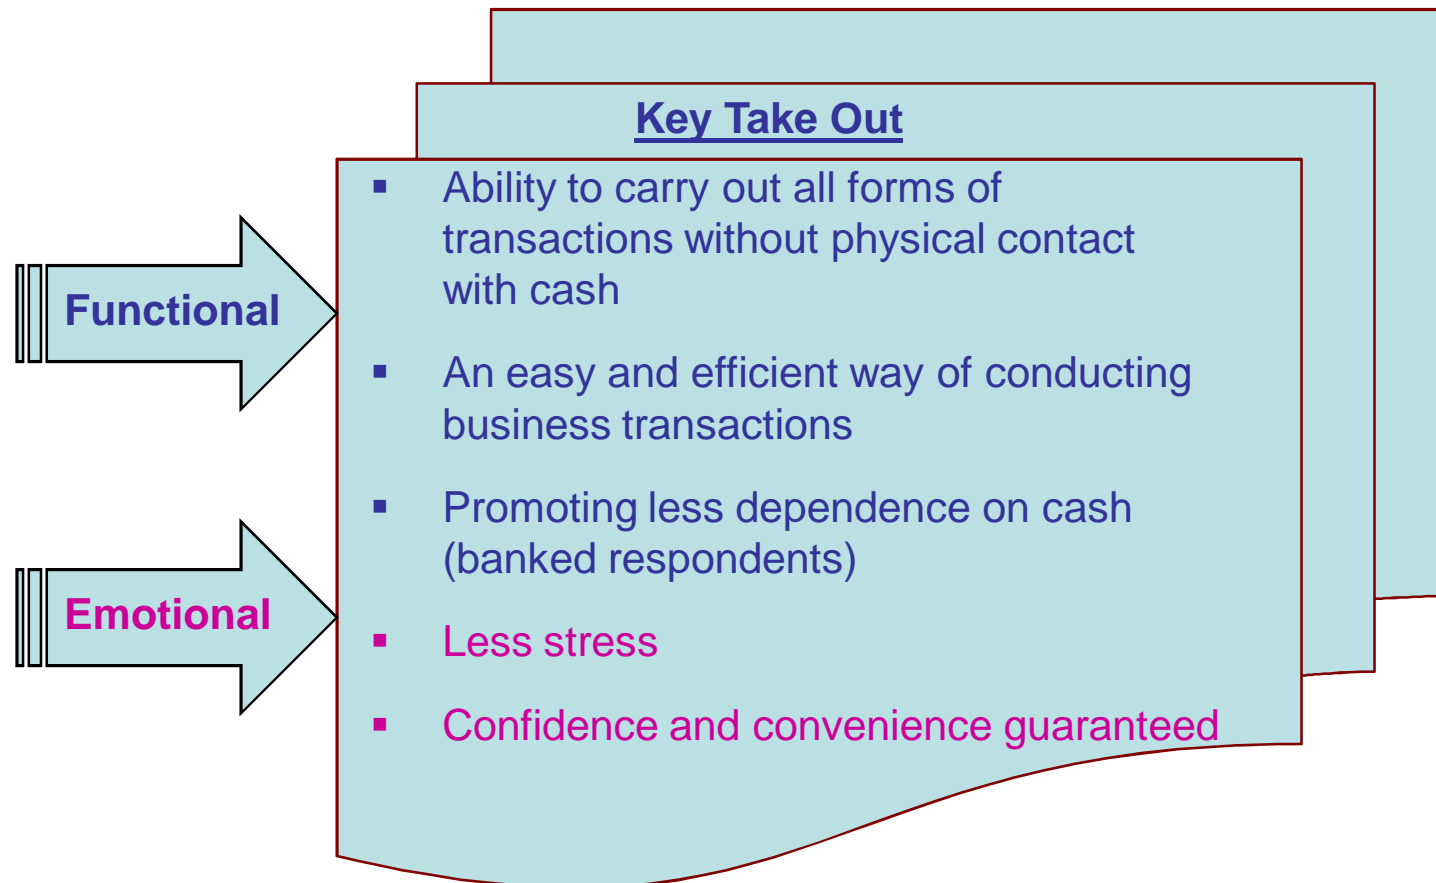 Key Take Out
▪ Ability to carry out all forms of
transactions without physical contact
with cash
Functional
▪ An easy and efficient way of conducting
business transactions
▪ Promoting less dependence on cash
(banked respondents)
Emotional
▪ Less stress
▪ Confidence and convenience guaranteed